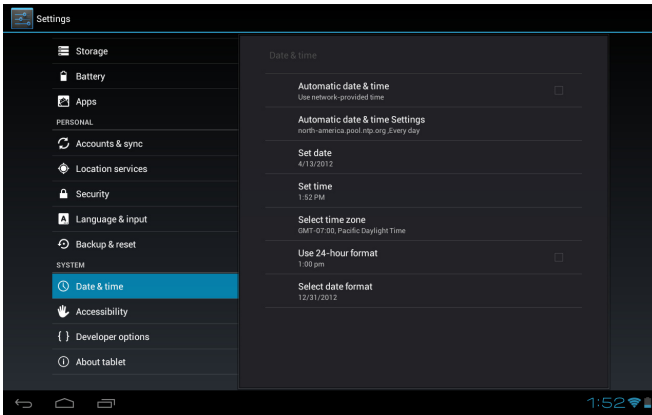 Settings
Storage
Battery
Apps
PERSONAL
Accounts & sync
Location services
Security
A Language & input
Backup & reset
SYSTEM
Date & time
Accessibility
{ } Developer options
About tablet
Date & time
Automatic date & time
Use network-provided time
Automatic date & time Settings
north-america.pool.ntp.org ,Every day
Set date
4/13/2012
Set time
1:52 PM
Select time zone
GMT-07:00, Pacific Daylight Time
Use 24-hour format
1:00 pm
Select date format
12/31/2012
1:52